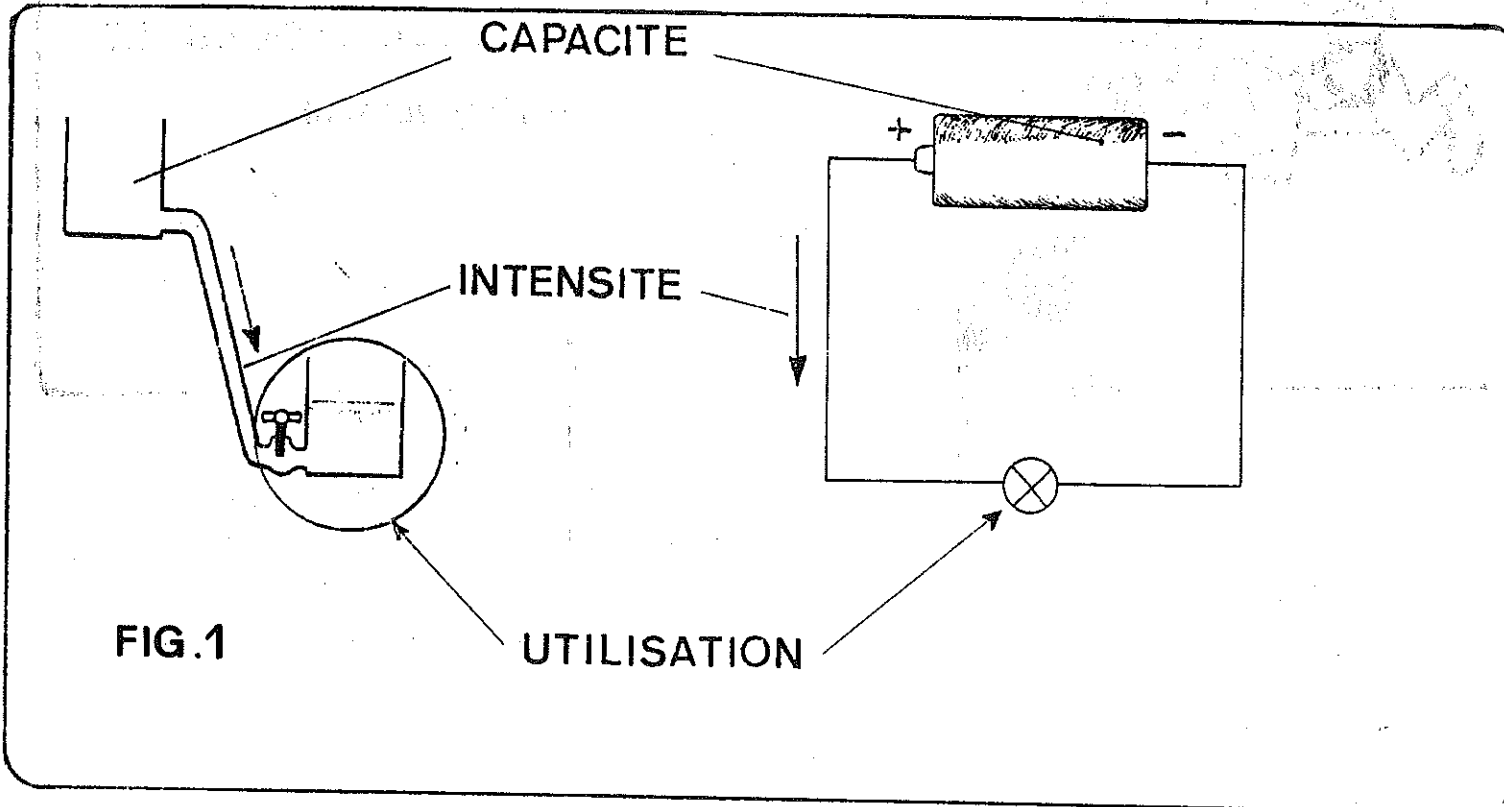 CAPACITE
+ −
INTENSITE
FIG.1
UTILISATION